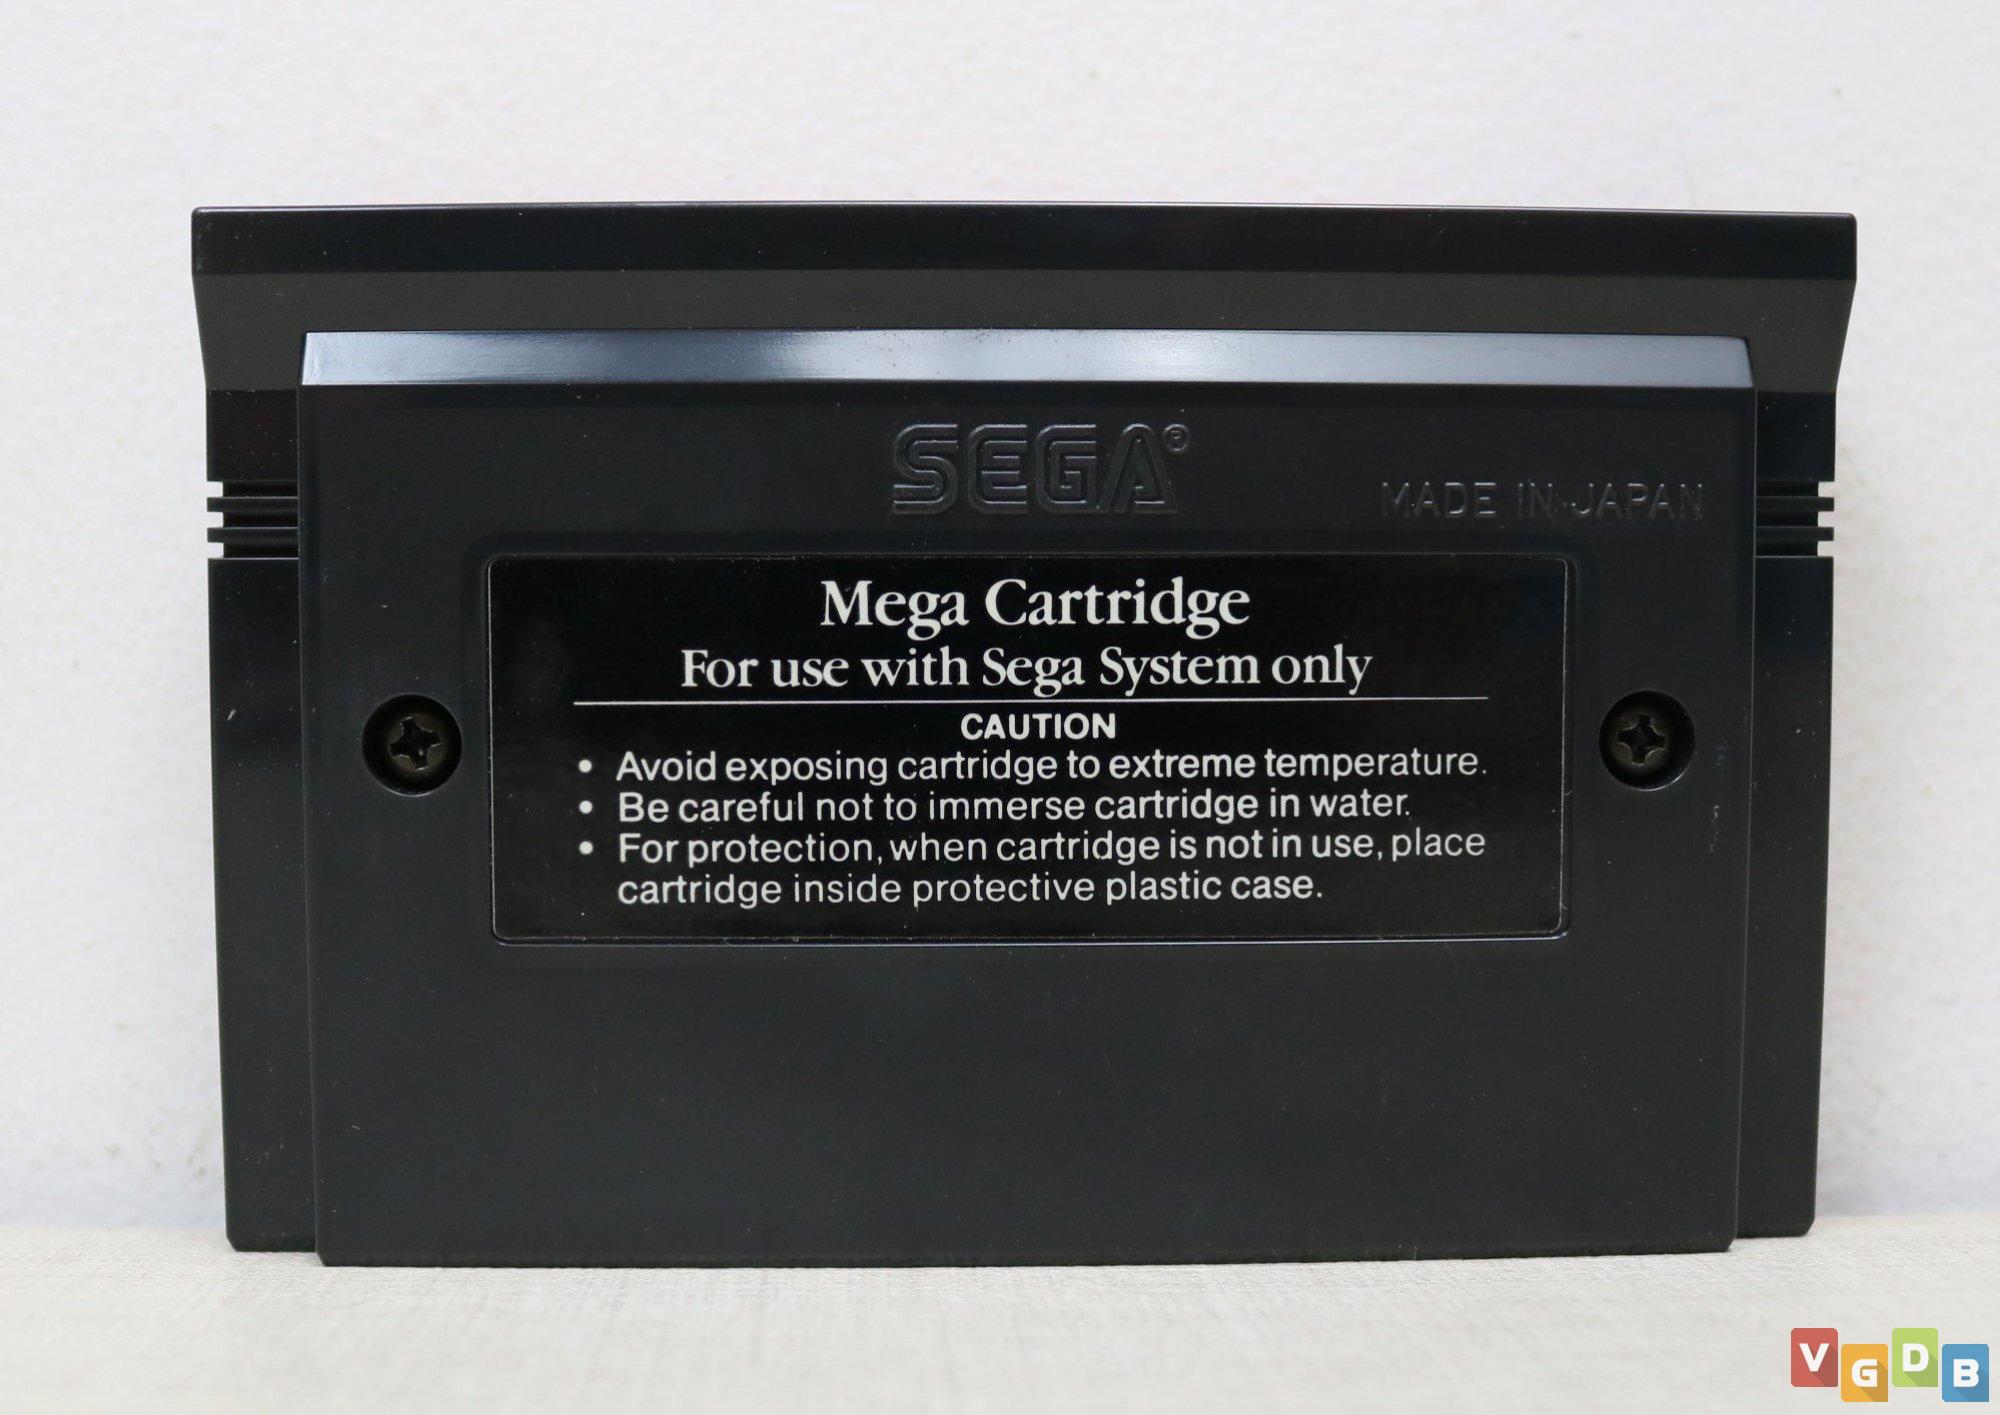 SEGA®
MADE IN JAPAN
Mega Cartridge
For use with Sega System only
CAUTION
• Avoid exposing cartridge to extreme temperature.
• Be careful not to immerse cartridge in water.
• For protection, when cartridge is not in use, place
cartridge inside protective plastic case.
VGDB